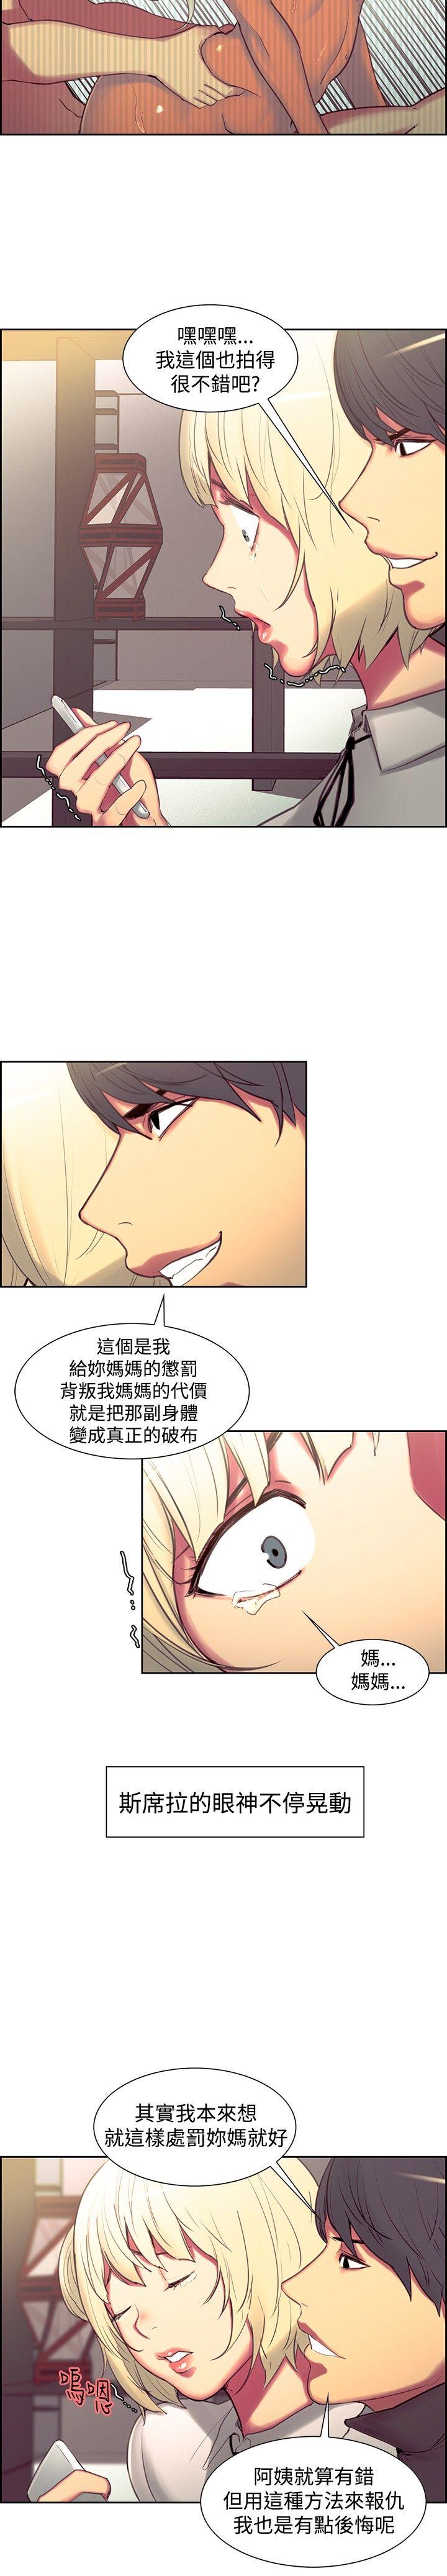 嘿嘿嘿...
我這個也拍得
很不錯吧?
這個是我
給妳媽媽的懲罰
背叛我媽媽的代價
就是把那副身體
變成真正的破布
媽...
媽媽...
斯席拉的眼神不停晃動
其實我本來想
就這樣處罰妳媽就好
嗚嗯
阿姨就算有錯
但用這種方法來報仇
我也是有點後悔呢